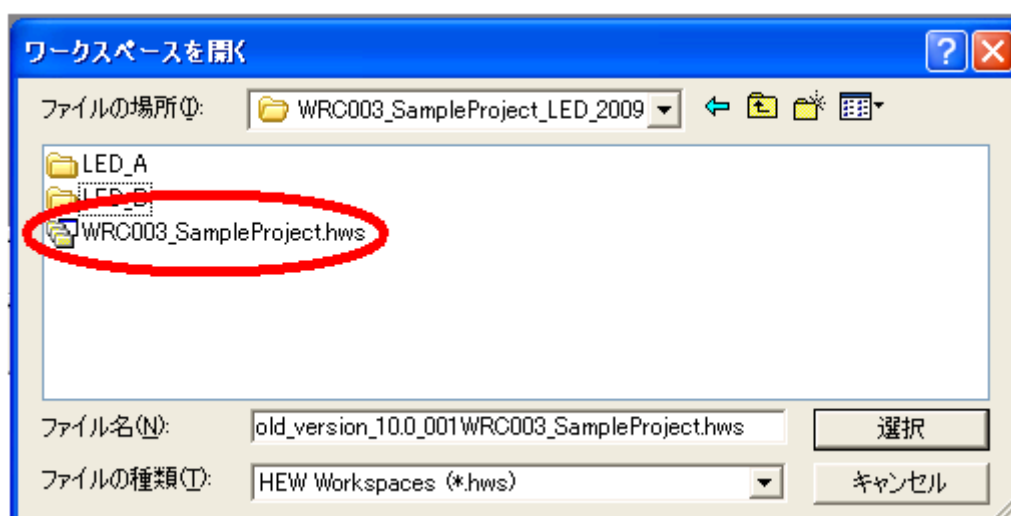 ワークスペースを開く
ファイルの場所(I):
WRC003_SampleProject_LED_2009
LED_A
LED_B
WRC003_SampleProject.hws
ファイル名(N):
old_version_10.0_001WRC003_SampleProject.hws
選択
ファイルの種類(T):
HEW Workspaces (*.hws)
キャンセル